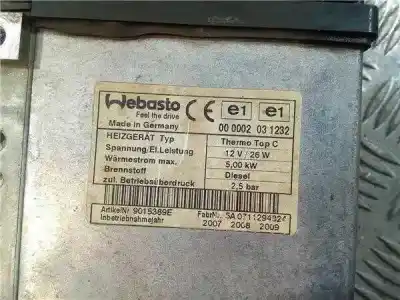 Webasto CE e1 e1
Feel the drive
Made in Germany 00 0002 03 1232
HEIZGERÄT Typ Thermo Top C
Spannung/El.Leistung 12 V / 26 W
Wärmestrom max. 5,00 kW
Brennstoff Diesel
zul. Betriebsüberdruck 2,5 bar
ArtikelNr. 9015389E FabrNr.
Inbetriebnahmejahr 2007 2008 2009